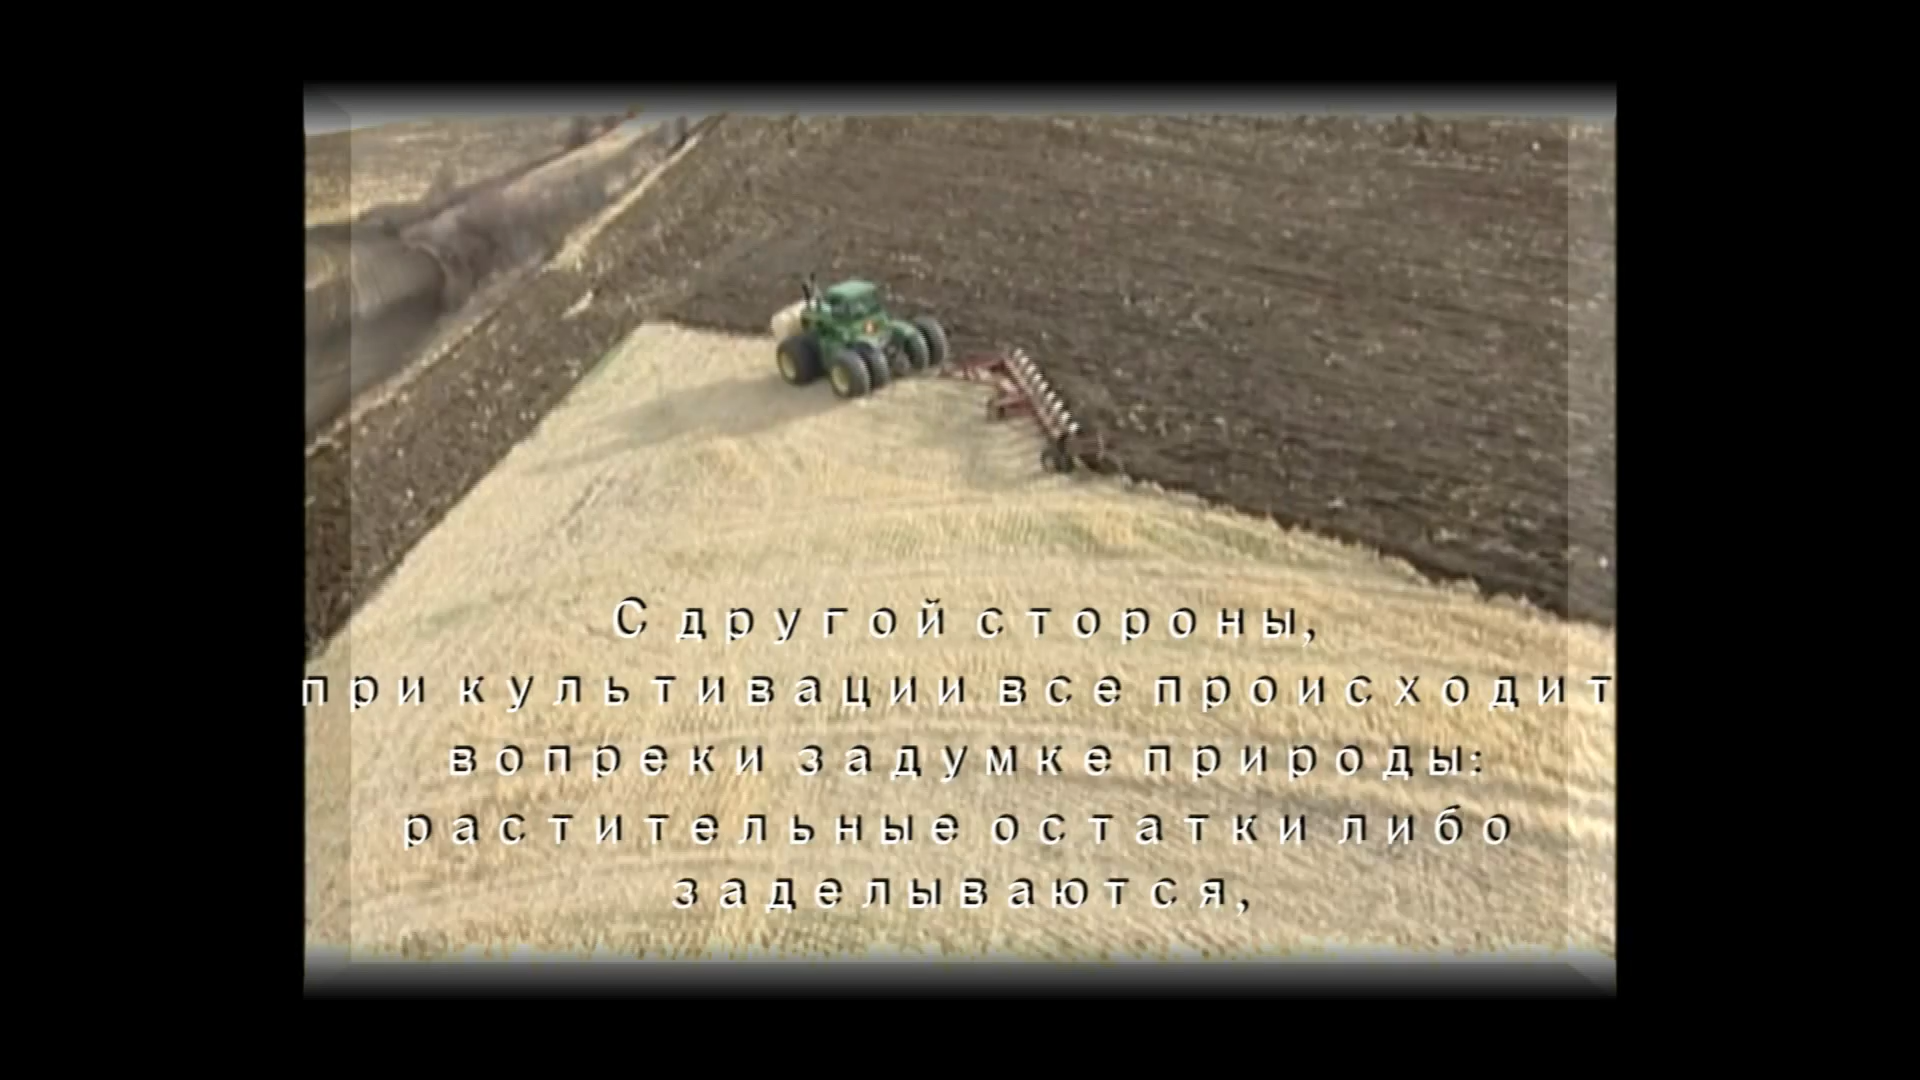 С другой стороны,
при культивации все происходит
вопреки задумке природы:
растительные остатки либо
заделываются,